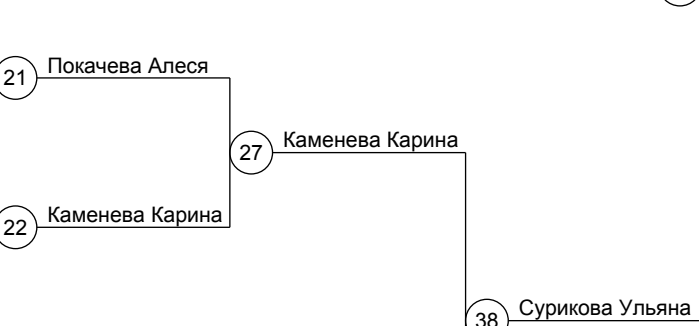 21 Покачева Алеся
27 Каменева Карина
22 Каменева Карина
38 Сурикова Ульяна